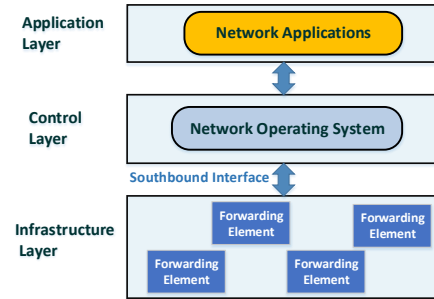 Application
Layer
Network Applications
Control
Layer
Network Operating System
Southbound Interface
Infrastructure
Layer
Forwarding
Element
Forwarding
Element
Forwarding
Element
Forwarding
Element